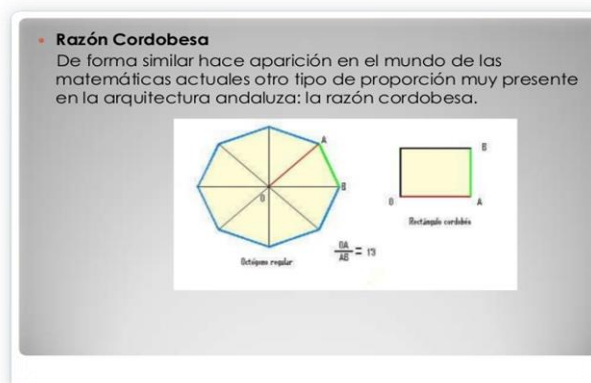 Razón Cordobesa
De forma similar hace aparición en el mundo de las
matemáticas actuales otro tipo de proporción muy presente
en la arquitectura andaluza: la razón cordobesa.
A
B
O
Octógono regular
OA
AB
= 13
B
O
A
Rectángulo cordobés